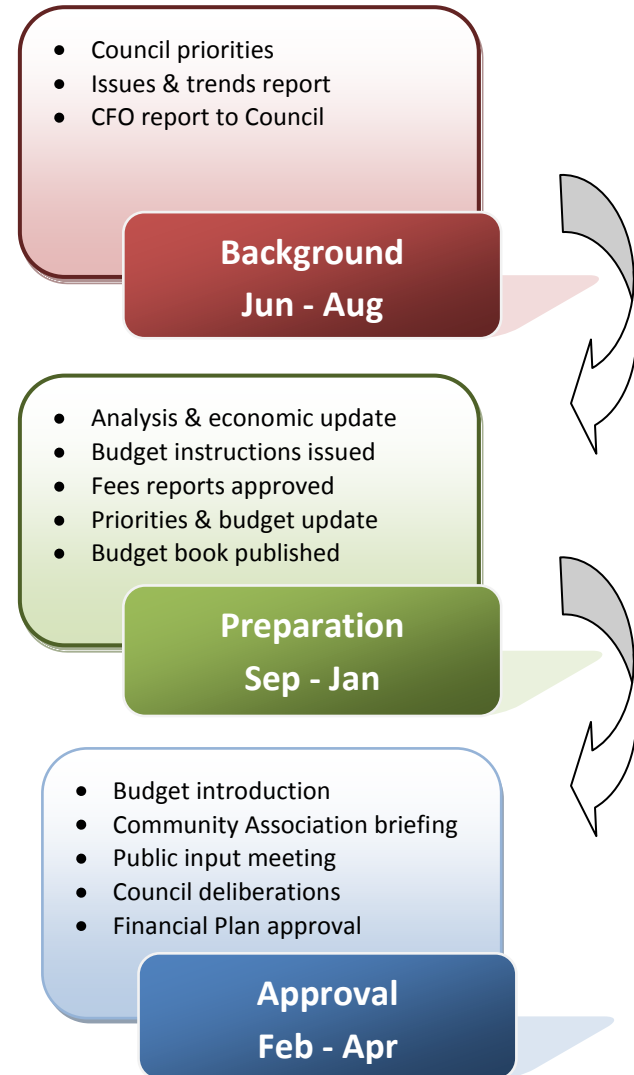 • Council priorities
• Issues & trends report
• CFO report to Council
Background
Jun - Aug
• Analysis & economic update
• Budget instructions issued
• Fees reports approved
• Priorities & budget update
• Budget book published
Preparation
Sep - Jan
• Budget introduction
• Community Association briefing
• Public input meeting
• Council deliberations
• Financial Plan approval
Approval
Feb - Apr